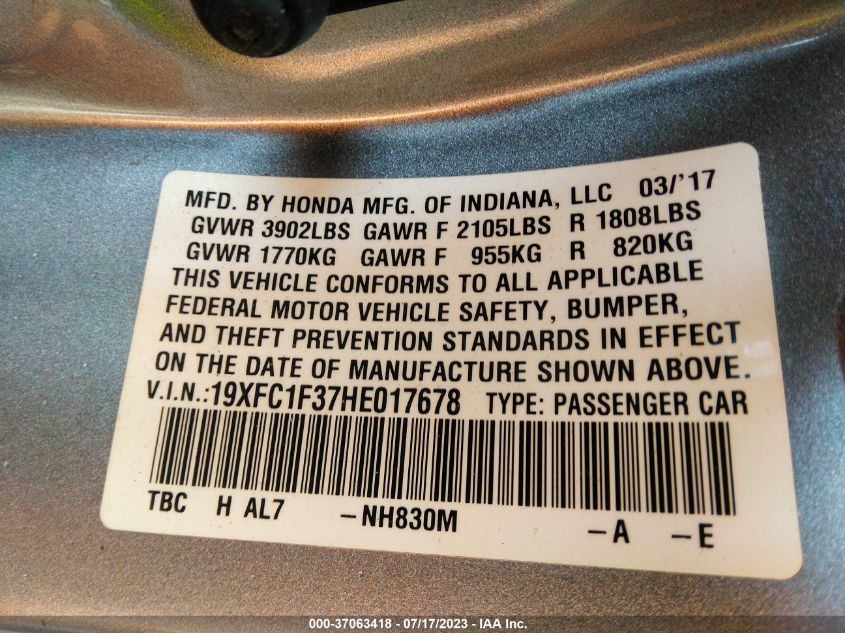 MFD. BY HONDA MFG. OF INDIANA, LLC 03/'17
GVWR 3902LBS GAWR F 2105LBS R 1808LBS
GVWR 1770KG GAWR F 955KG R 820KG
THIS VEHICLE CONFORMS TO ALL APPLICABLE
FEDERAL MOTOR VEHICLE SAFETY, BUMPER,
AND THEFT PREVENTION STANDARDS IN EFFECT
ON THE DATE OF MANUFACTURE SHOWN ABOVE.
V.I.N.:19XFC1F37HE017678 TYPE: PASSENGER CAR
TBC H AL7 -NH830M -A -E
000-37063418 - 07/17/2023 - IAA Inc.